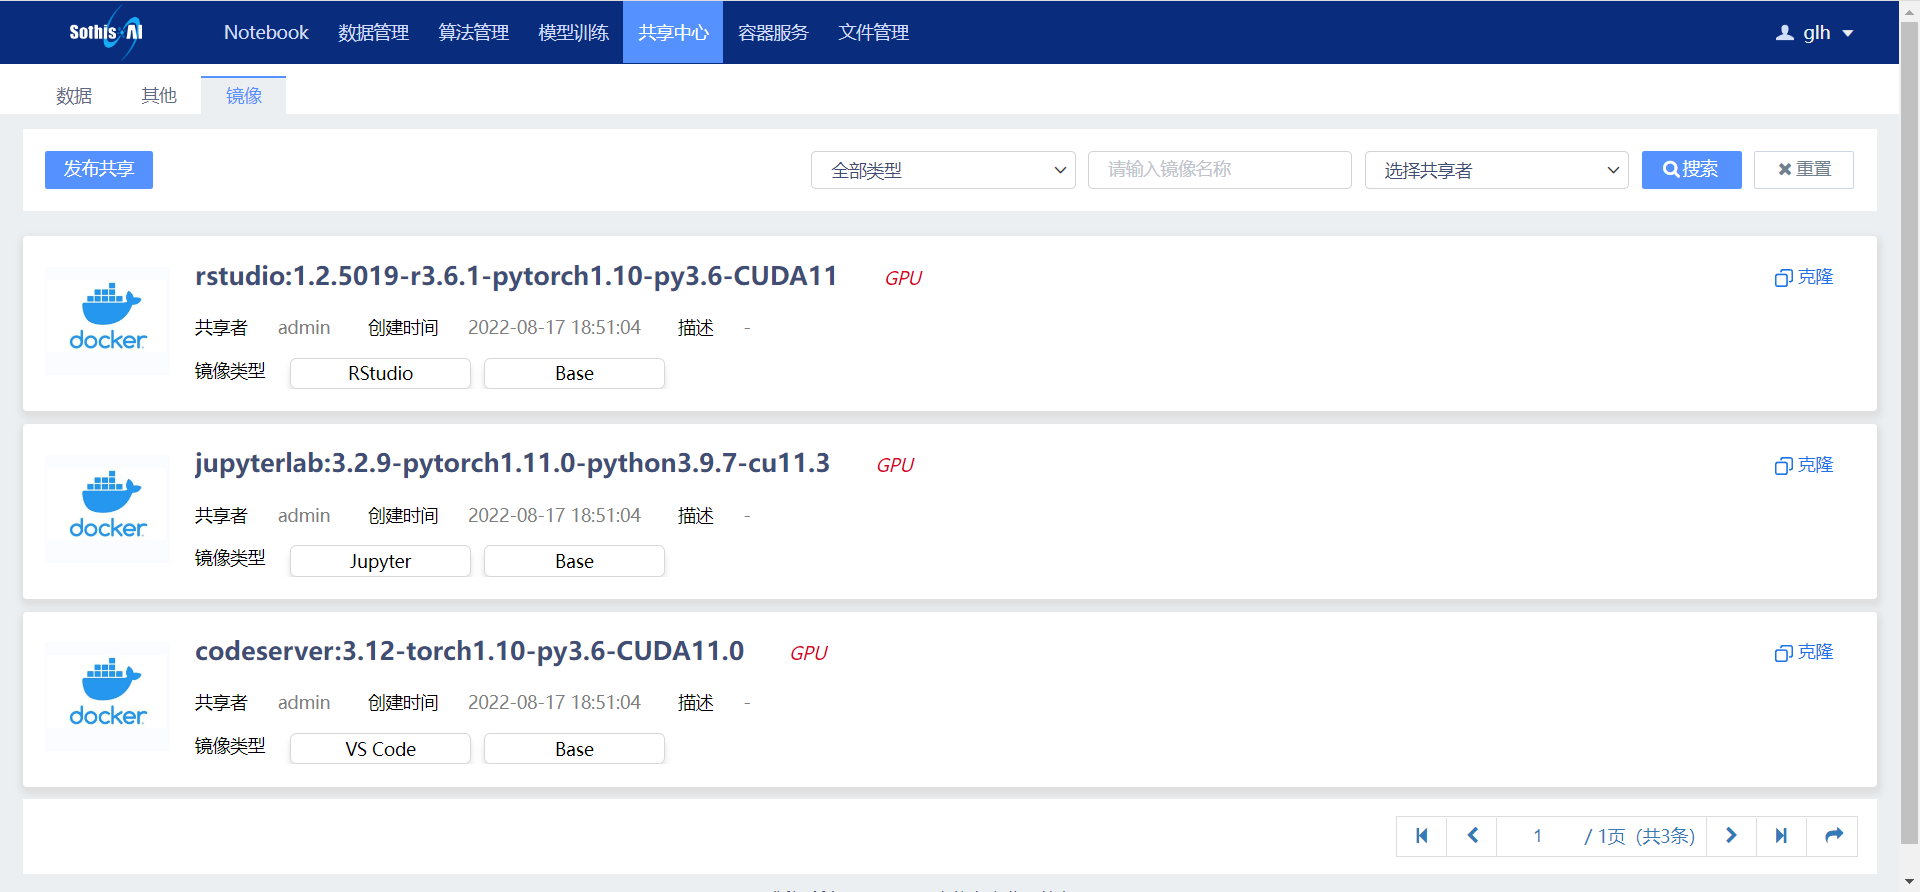 SothisAI Notebook 数据管理 算法管理 模型训练 共享中心 容器服务 文件管理 glh
数据 其他 镜像
发布共享 全部类型 请输入镜像名称 选择共享者 搜索 重置
rstudio:1.2.5019-r3.6.1-pytorch1.10-py3.6-CUDA11 GPU 克隆
docker
共享者 admin 创建时间 2022-08-17 18:51:04 描述 -
镜像类型 RStudio Base
jupyterlab:3.2.9-pytorch1.11.0-python3.9.7-cu11.3 GPU 克隆
docker
共享者 admin 创建时间 2022-08-17 18:51:04 描述 -
镜像类型 Jupyter Base
codeserver:3.12-torch1.10-py3.6-CUDA11.0 GPU 克隆
docker
共享者 admin 创建时间 2022-08-17 18:51:04 描述 -
镜像类型 VS Code Base
1 / 1页 (共3条)